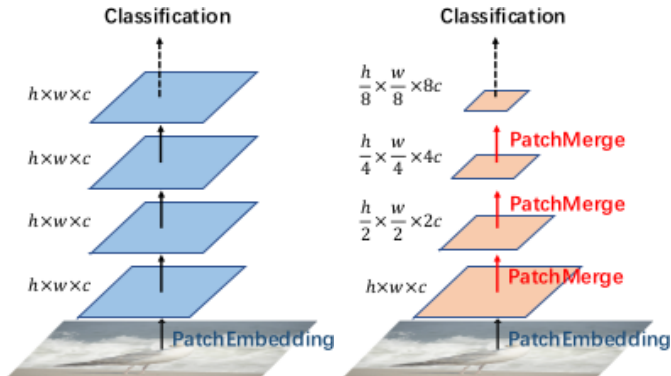 Classification
h×w×c
h×w×c
h×w×c
h×w×c
PatchEmbedding
Classification
h/8 × w/8 ×8c
PatchMerge
h/4 × w/4 ×4c
PatchMerge
h/2 × w/2 ×2c
PatchMerge
h×w×c
PatchEmbedding